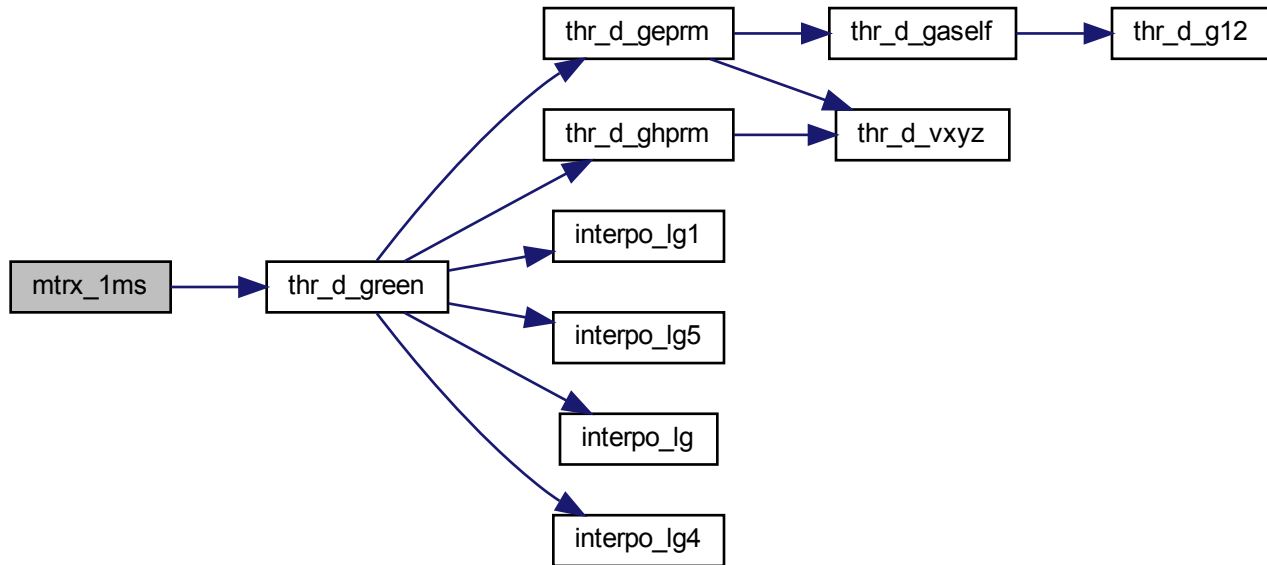 thr_d_geprm
thr_d_gaself
thr_d_g12
thr_d_ghprm
thr_d_vxyz
interpo_lg1
mtrx_1ms
thr_d_green
interpo_lg5
interpo_lg
interpo_lg4